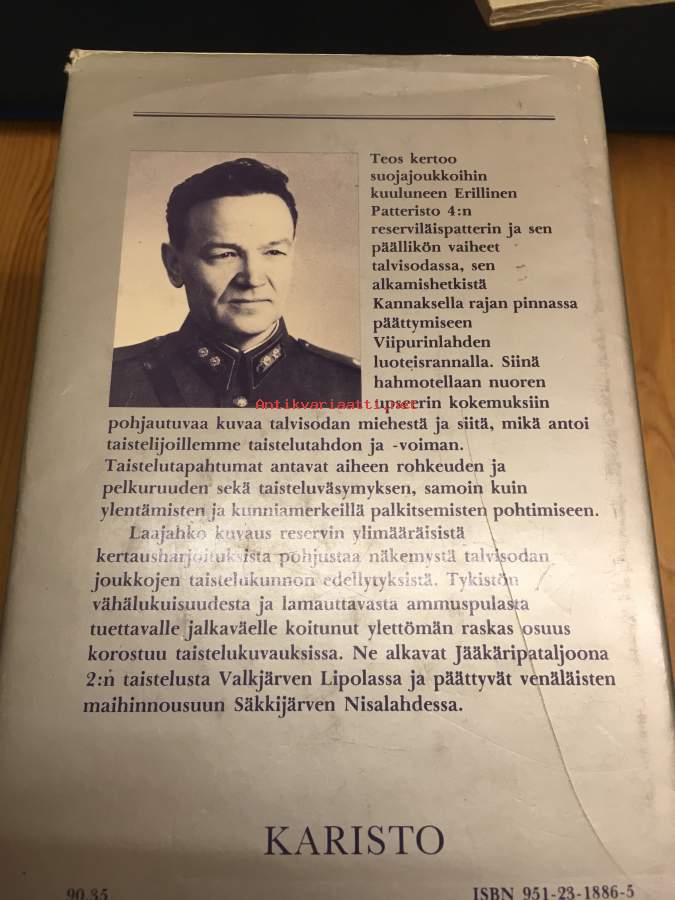 Teos kertoo
suojajoukkoihin
kuuluneen Erillinen
Patteristo 4:n
reserviläispatterin ja sen
päällikön vaiheet
talvisodassa, sen
alkamishetkistä
Kannaksella rajan pinnassa
päättymiseen
Viipurinlahden
luoteisrannalla. Siinä
hahmotellaan nuoren
Antikvariaatti.net
upseerin kokemuksiin
pohjautuvaa kuvaa talvisodan miehestä ja siitä, mikä antoi
taistelijoillemme taistelutahdon ja -voiman.
Taistelutapahtumat antavat aiheen rohkeuden ja
pelkuruuden sekä taisteluväsymyksen, samoin kuin
ylentämisten ja kunniamerkeillä palkitsemisten pohtimiseen.
Laajahko kuvaus reservin ylimääräisistä
kertausharjoituksista pohjustaa näkemystä talvisodan
joukkojen taistelukunnon edellytyksistä. Tykistön
vähälukuisuudesta ja lamauttavasta ammuspulasta
tuettavalle jalkaväelle koitunut ylettömän raskas osuus
korostuu taistelukuvauksissa. Ne alkavat Jääkäripataljoona
2:n taistelusta Valkjärven Lipolassa ja päättyvät venäläisten
maihinnousuun Säkkijärven Nisalahdessa.
KARISTO
90.35
ISBN 951-23-1886-5